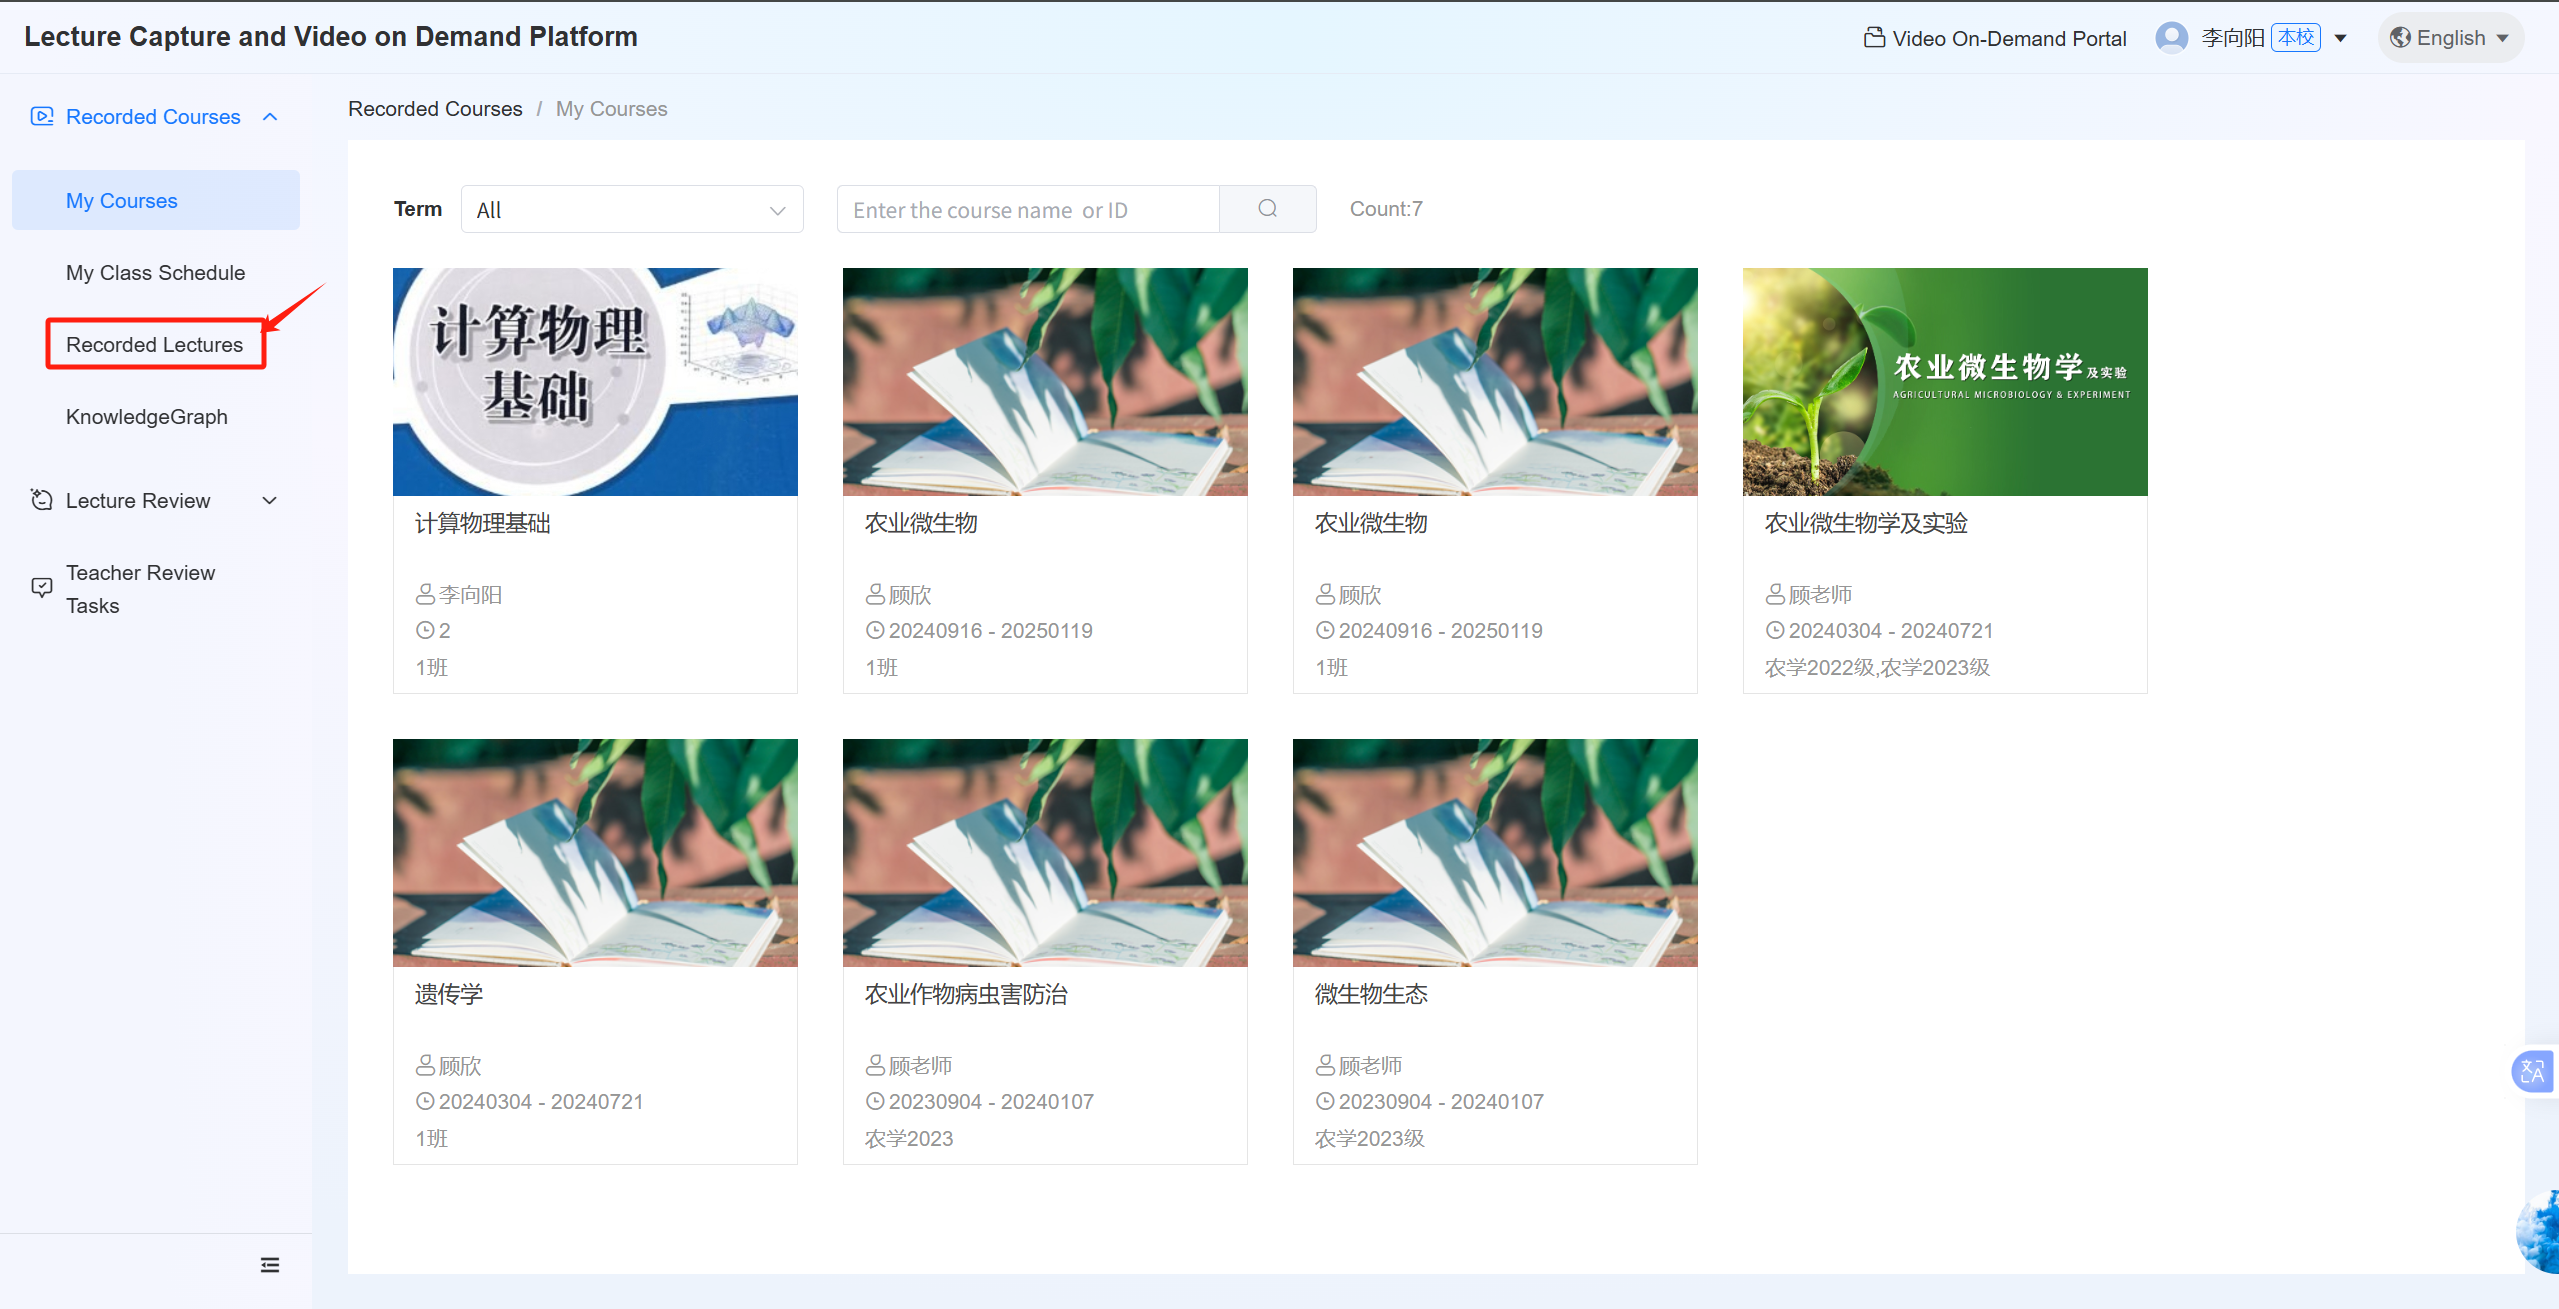 Lecture Capture and Video on Demand Platform
Video On-Demand Portal
李向阳 本校
English
Recorded Courses
My Courses
My Class Schedule
Recorded Lectures
KnowledgeGraph
Lecture Review
Teacher Review
Tasks
Recorded Courses / My Courses
Term
All
Enter the course name or ID
Count:7
计算物理
基础
计算物理基础
李向阳
2
1班
农业微生物
顾欣
20240916 - 20250119
1班
农业微生物
顾欣
20240916 - 20250119
1班
农业微生物学及实验
AGRICULTURAL MICROBIOLOGY & EXPERIMENT
农业微生物学及实验
顾老师
20240304 - 20240721
农学2022级,农学2023级
遗传学
顾欣
20240304 - 20240721
1班
农业作物病虫害防治
顾老师
20230904 - 20240107
农学2023
微生物生态
顾老师
20230904 - 20240107
农学2023级